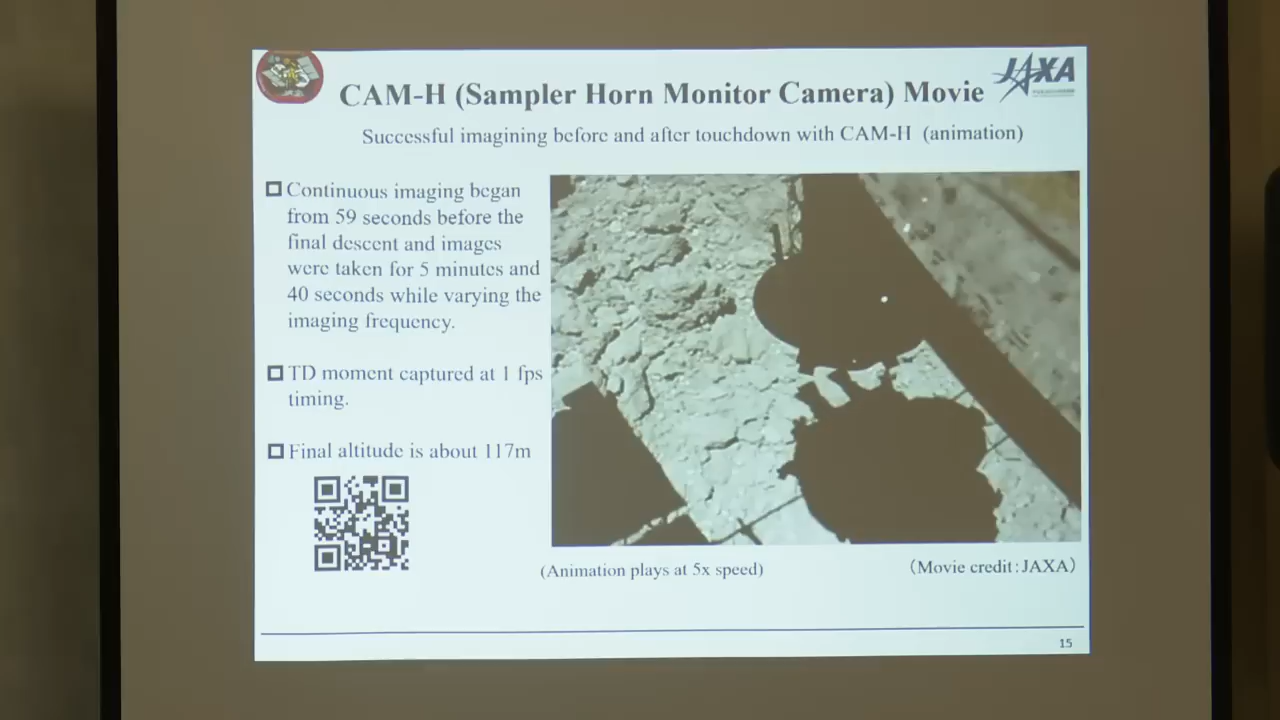 CAM-H (Sampler Horn Monitor Camera) Movie
JAXA
Successful imagining before and after touchdown with CAM-H (animation)
Continuous imaging began
from 59 seconds before the
final descent and images
were taken for 5 minutes and
40 seconds while varying the
imaging frequency.
TD moment captured at 1 fps
timing.
Final altitude is about 117m
(Animation plays at 5x speed)
(Movie credit:JAXA)
15